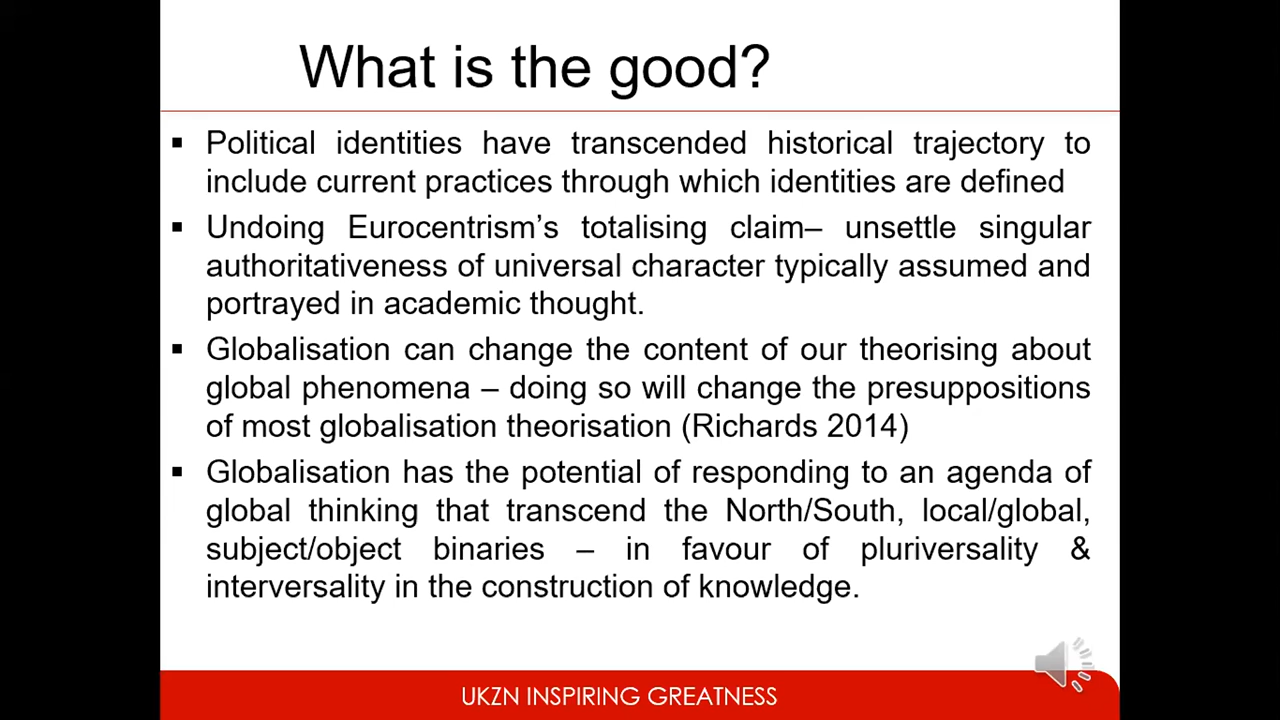 What is the good?
▪ Political identities have transcended historical trajectory to
include current practices through which identities are defined
▪ Undoing Eurocentrism’s totalising claim– unsettle singular
authoritativeness of universal character typically assumed and
portrayed in academic thought.
▪ Globalisation can change the content of our theorising about
global phenomena – doing so will change the presuppositions
of most globalisation theorisation (Richards 2014)
▪ Globalisation has the potential of responding to an agenda of
global thinking that transcend the North/South, local/global,
subject/object binaries – in favour of pluriversality &
interversality in the construction of knowledge.
UKZN INSPIRING GREATNESS